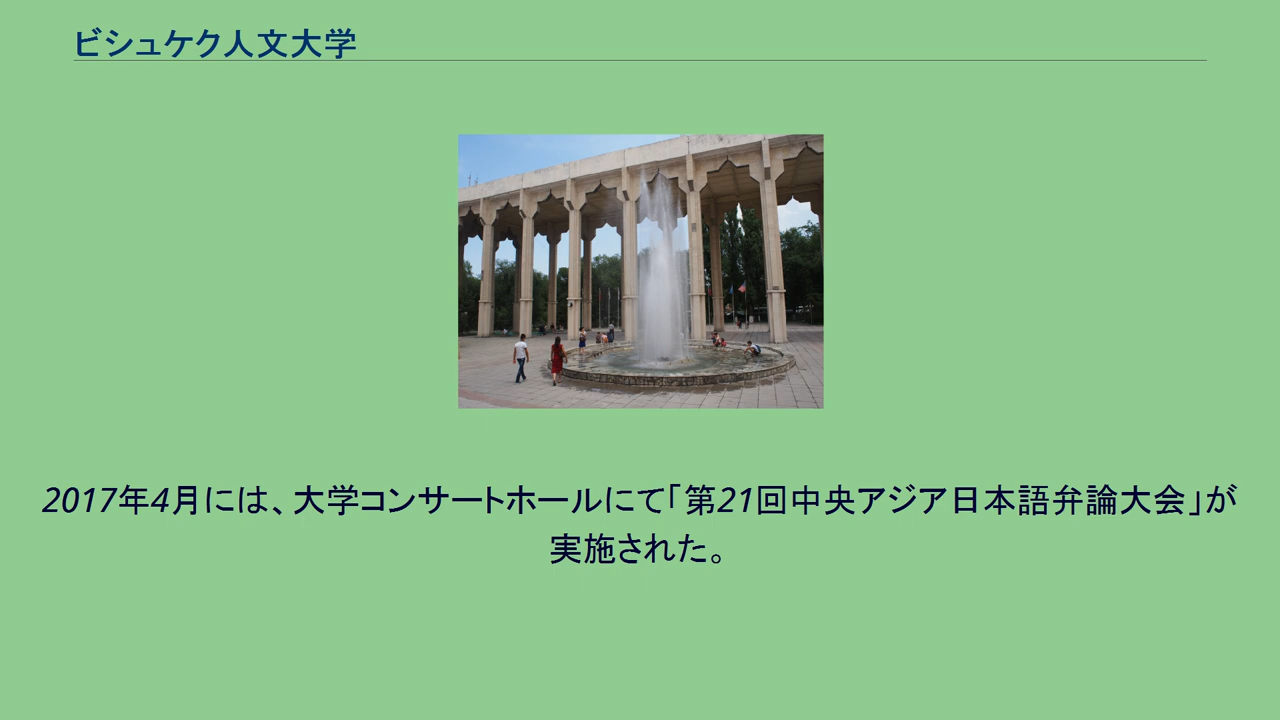 ビシュケク人文大学
2017年4月には、大学コンサートホールにて「第21回中央アジア日本語弁論大会」が
実施された。